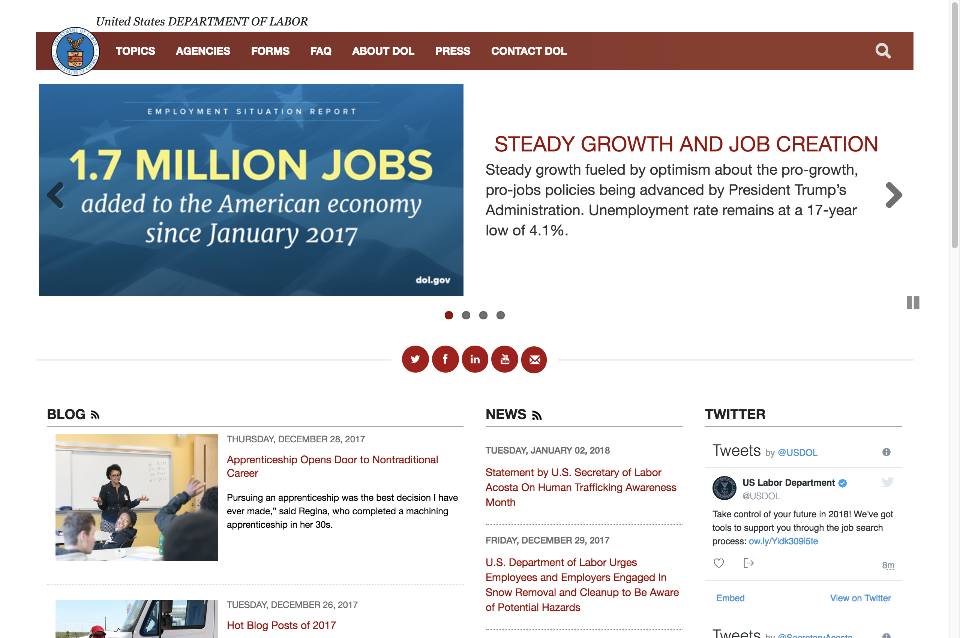 United States DEPARTMENT OF LABOR
TOPICS AGENCIES FORMS FAQ ABOUT DOL PRESS CONTACT DOL
EMPLOYMENT SITUATION REPORT
1.7 MILLION JOBS
added to the American economy
since January 2017
dol.gov
STEADY GROWTH AND JOB CREATION
Steady growth fueled by optimism about the pro-growth,
pro-jobs policies being advanced by President Trump's
Administration. Unemployment rate remains at a 17-year
low of 4.1%.
BLOG
THURSDAY, DECEMBER 28, 2017
Apprenticeship Opens Door to Nontraditional
Career
Pursuing an apprenticeship was the best decision I have
ever made," said Regina, who completed a machining
apprenticeship in her 30s.
TUESDAY, DECEMBER 26, 2017
Hot Blog Posts of 2017
NEWS
TUESDAY, JANUARY 02, 2018
Statement by U.S. Secretary of Labor
Acosta On Human Trafficking Awareness
Month
FRIDAY, DECEMBER 29, 2017
U.S. Department of Labor Urges
Employees and Employers Engaged In
Snow Removal and Cleanup to Be Aware
of Potential Hazards
TWITTER
Tweets by @USDOL
US Labor Department
@USDOL
Take control of your future in 2018! We've got
tools to support you through the job search
process: ow.ly/Yidk309i5te
8m
Embed View on Twitter
Tweets by @SecretaryAcosta